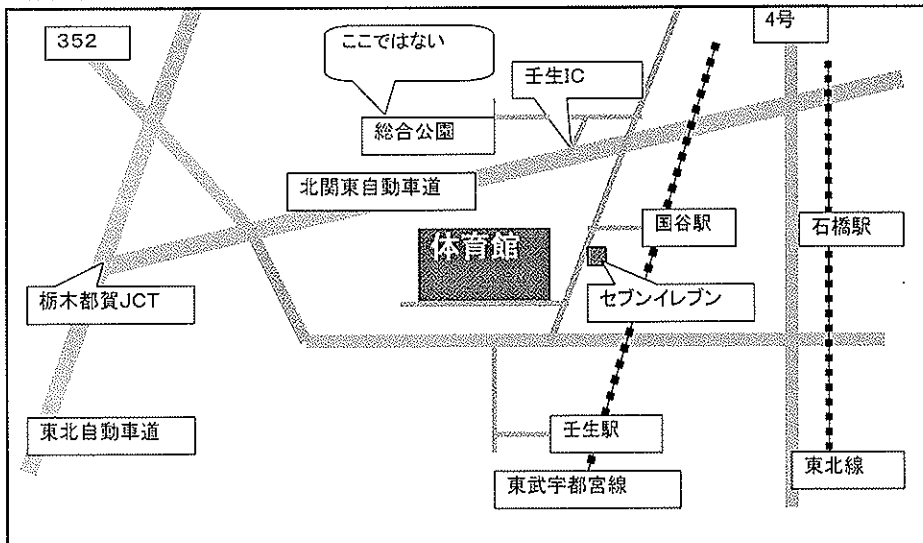 4号
352
ここではない
壬生IC
総合公園
北関東自動車道
国谷駅
石橋駅
体育館
栃木都賀JCT
セブンイレブン
東北自動車道
壬生駅
東北線
東武宇都宮線